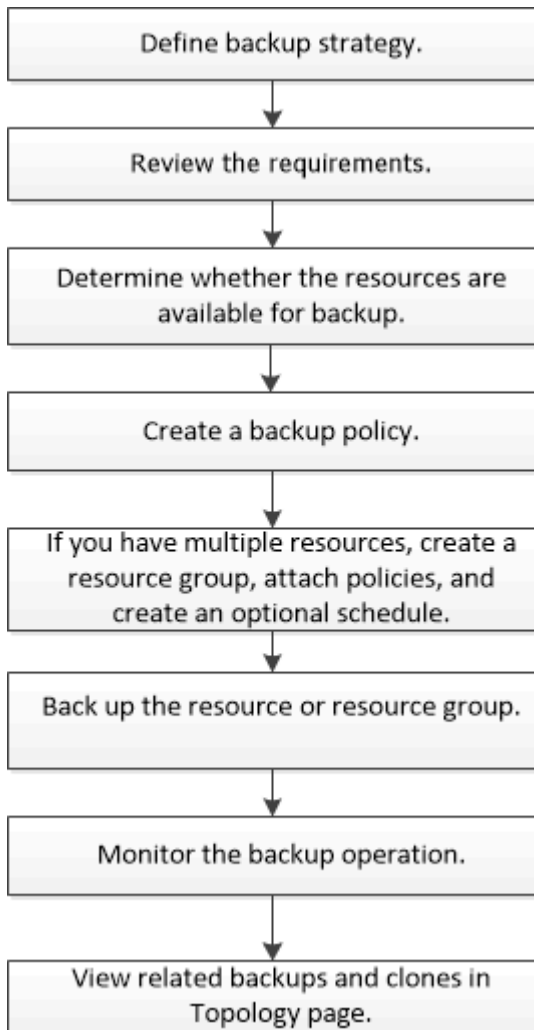 Define backup strategy.
Review the requirements.
Determine whether the resources are
available for backup.
Create a backup policy.
If you have multiple resources, create a
resource group, attach policies, and
create an optional schedule.
Back up the resource or resource group.
Monitor the backup operation.
View related backups and clones in
Topology page.